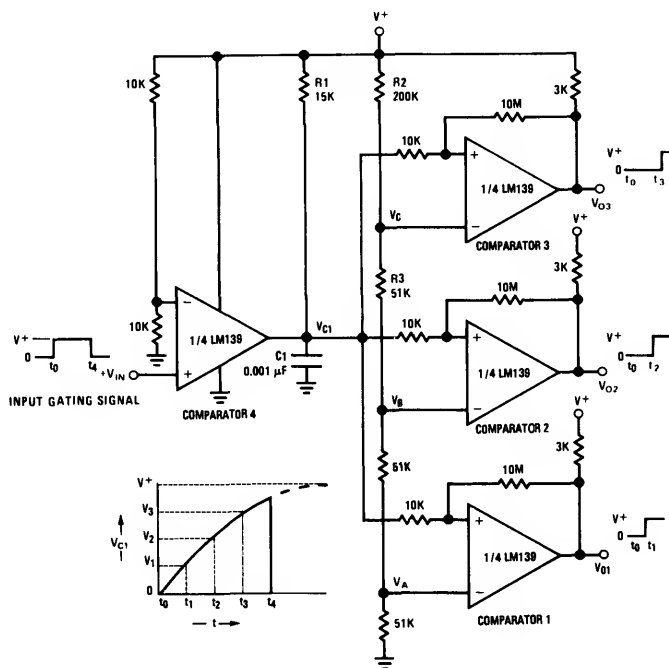 V+
10K
R1
15K
R2
200K
3K
10M
10K
+
1/4 LM139
−
VC
COMPARATOR 3
VO3
V+
0
t0
t3
V+
3K
R3
51K
10M
10K
VC1
+
1/4 LM139
−
VB
COMPARATOR 2
VO2
V+
0
t0
t2
−
10K
1/4 LM139
+
C1
0.001 µF
V+
0
t0
t4
+VIN
INPUT GATING SIGNAL
COMPARATOR 4
V+
3K
51K
10M
10K
+
1/4 LM139
−
VA
COMPARATOR 1
VO1
V+
0
t0
t1
51K
V+
V3
VC1
V2
V1
0
t0
t1
t2
t3
t4
t